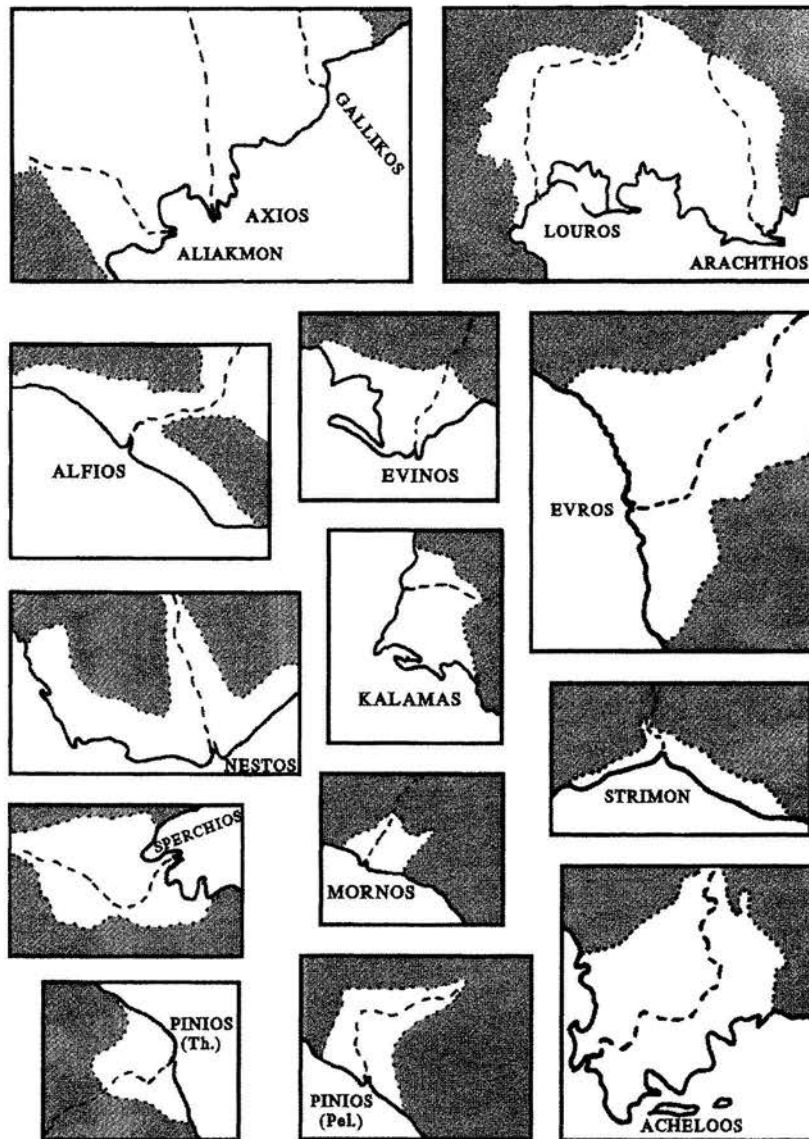 GALLIKOS
AXIOS
ALIAKMON
LOUROS
ARACHTHOS
ALFIOS
EVINOS
EVROS
NESTOS
KALAMAS
STRIMON
SPERCHIOS
MORNOS
PINIOS
(Th.)
PINIOS
(Pel.)
ACHELOOS